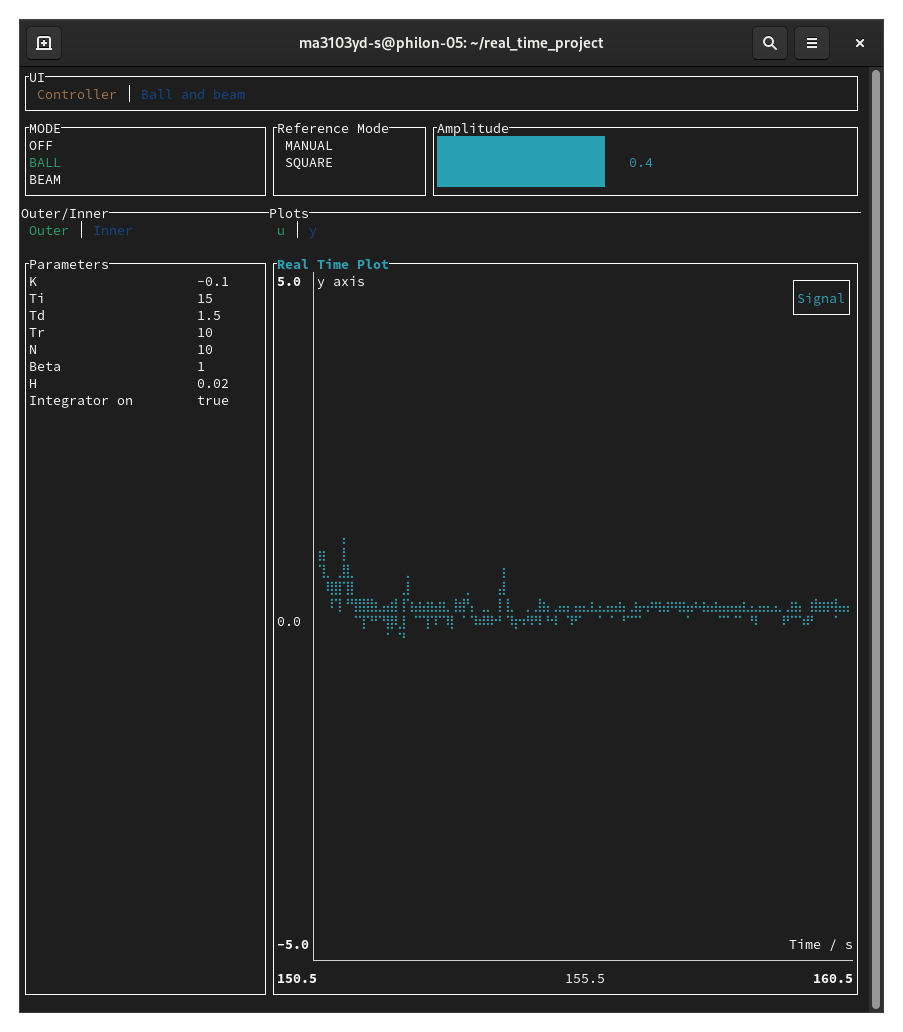 ma3103yd-s@philon-05: ~/real_time_project
UI
Controller Ball and beam
MODE
OFF
BALL
BEAM
Reference Mode
MANUAL
SQUARE
Amplitude
0.4
Outer/Inner
Outer Inner
Plots
u y
Parameters
K -0.1
Ti 15
Td 1.5
Tr 10
N 10
Beta 1
H 0.02
Integrator on true
Real Time Plot
5.0 y axis
Signal
0.0
-5.0 Time / s
150.5 155.5 160.5